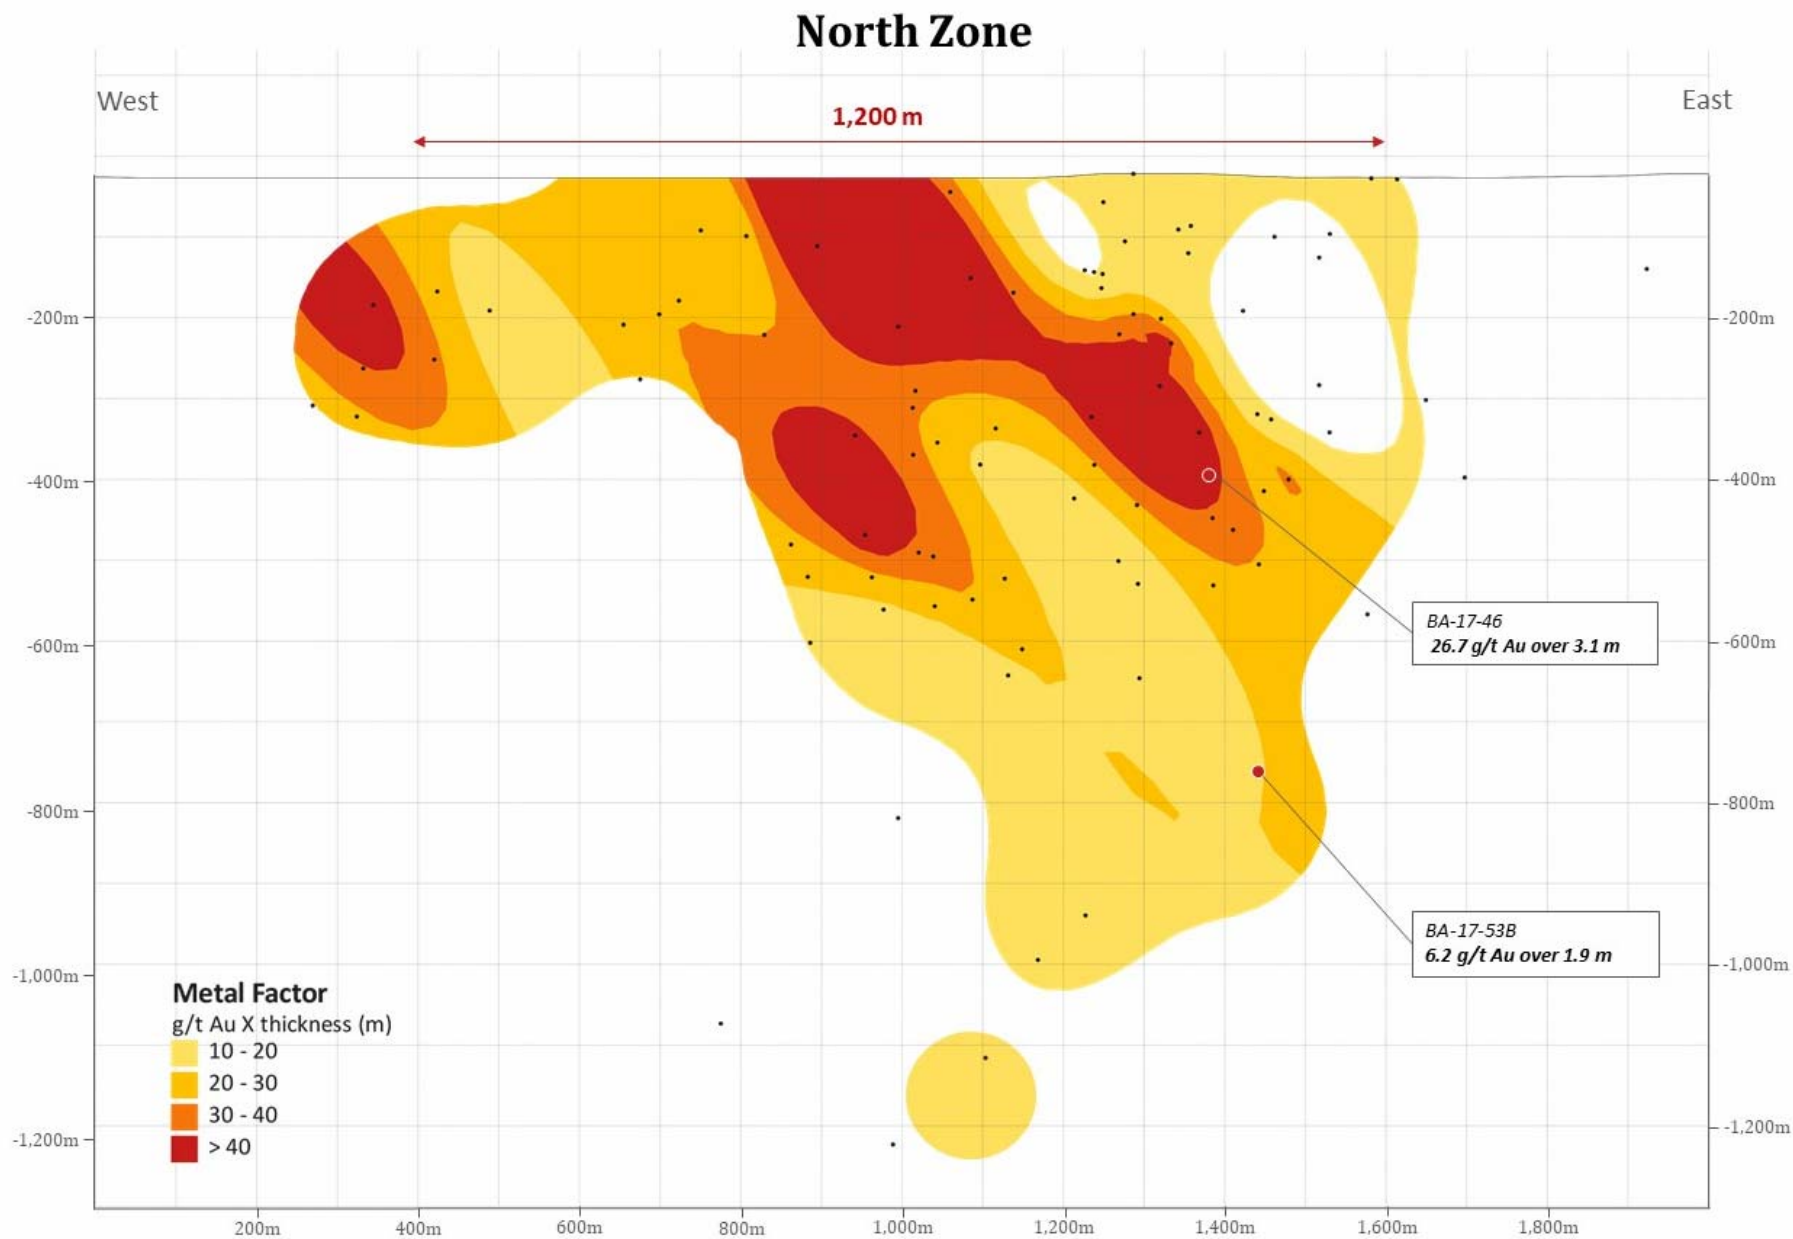 North Zone
West
East
1,200 m
-200m
-200m
-400m
-400m
BA-17-46
26.7 g/t Au over 3.1 m
-600m
-600m
-800m
-800m
BA-17-53B
6.2 g/t Au over 1.9 m
-1,000m
-1,000m
Metal Factor
g/t Au X thickness (m)
10 - 20
20 - 30
30 - 40
> 40
-1,200m
-1,200m
200m
400m
600m
800m
1,000m
1,200m
1,400m
1,600m
1,800m